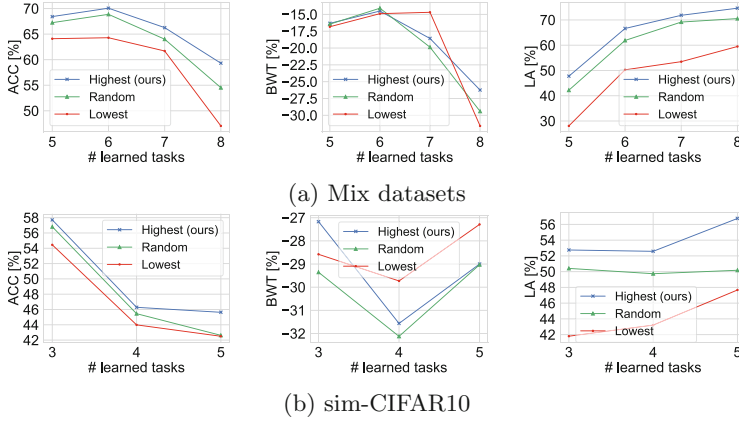 70
65
60
55
50
ACC [%]
Highest (ours)
Random
Lowest
5 6 7 8
# learned tasks
−15.0
−17.5
−20.0
−22.5
−25.0
−27.5
−30.0
BWT [%]
Highest (ours)
Random
Lowest
5 6 7 8
# learned tasks
70
60
50
40
30
LA [%]
Highest (ours)
Random
Lowest
5 6 7 8
# learned tasks
(a) Mix datasets
58
56
54
52
50
48
46
44
42
ACC [%]
Highest (ours)
Random
Lowest
3 4 5
# learned tasks
−27
−28
−29
−30
−31
−32
BWT [%]
Highest (ours)
Random
Lowest
3 4 5
# learned tasks
56
54
52
50
48
46
44
42
LA [%]
Highest (ours)
Random
Lowest
3 4 5
# learned tasks
(b) sim-CIFAR10